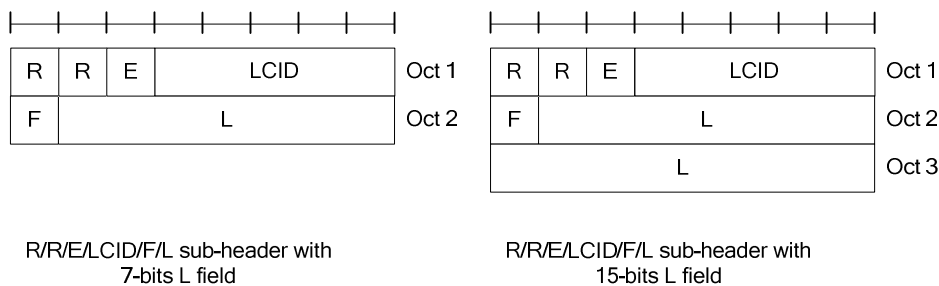 R R E LCID Oct 1
F L Oct 2
R/R/E/LCID/F/L sub-header with
7-bits L field
R R E LCID Oct 1
F L Oct 2
L Oct 3
R/R/E/LCID/F/L sub-header with
15-bits L field